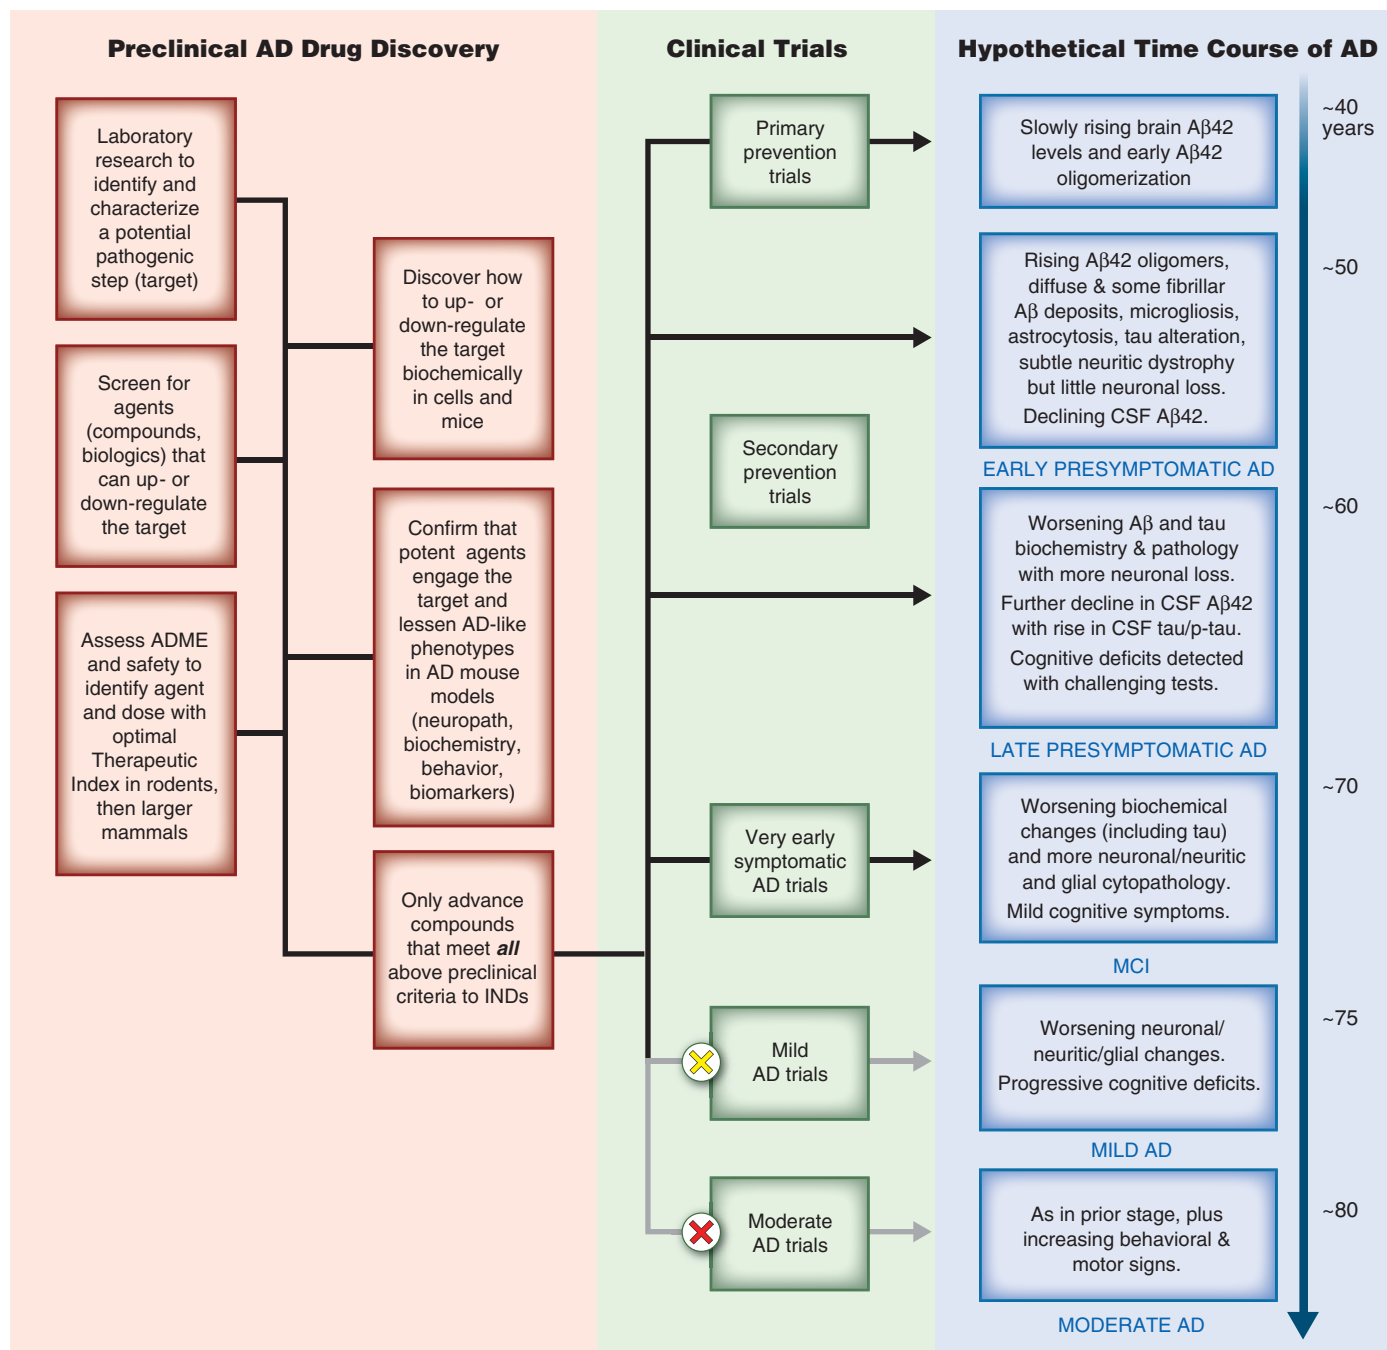 Preclinical AD Drug Discovery
Laboratory
research to
identify and
characterize
a potential
pathogenic
step (target)
Discover how
to up- or
down-regulate
the target
biochemically
in cells and
mice
Screen for
agents
(compounds,
biologics) that
can up- or
down-regulate
the target
Confirm that
potent agents
engage the
target and
lessen AD-like
phenotypes
in AD mouse
models
(neuropath,
biochemistry,
behavior,
biomarkers)
Assess ADME
and safety to
identify agent
and dose with
optimal
Therapeutic
Index in rodents,
then larger
mammals
Only advance
compounds
that meet all
above preclinical
criteria to INDs
Clinical Trials
Primary
prevention
trials
Secondary
prevention
trials
Very early
symptomatic
AD trials
Mild
AD trials
Moderate
AD trials
Hypothetical Time Course of AD
~40
years
Slowly rising brain Aβ42
levels and early Aβ42
oligomerization
~50
Rising Aβ42 oligomers,
diffuse & some fibrillar
Aβ deposits, microgliosis,
astrocytosis, tau alteration,
subtle neuritic dystrophy
but little neuronal loss.
Declining CSF Aβ42.
EARLY PRESYMPTOMATIC AD
~60
Worsening Aβ and tau
biochemistry & pathology
with more neuronal loss.
Further decline in CSF Aβ42
with rise in CSF tau/p-tau.
Cognitive deficits detected
with challenging tests.
LATE PRESYMPTOMATIC AD
~70
Worsening biochemical
changes (including tau)
and more neuronal/neuritic
and glial cytopathology.
Mild cognitive symptoms.
MCI
~75
Worsening neuronal/
neuritic/glial changes.
Progressive cognitive deficits.
MILD AD
~80
As in prior stage, plus
increasing behavioral &
motor signs.
MODERATE AD